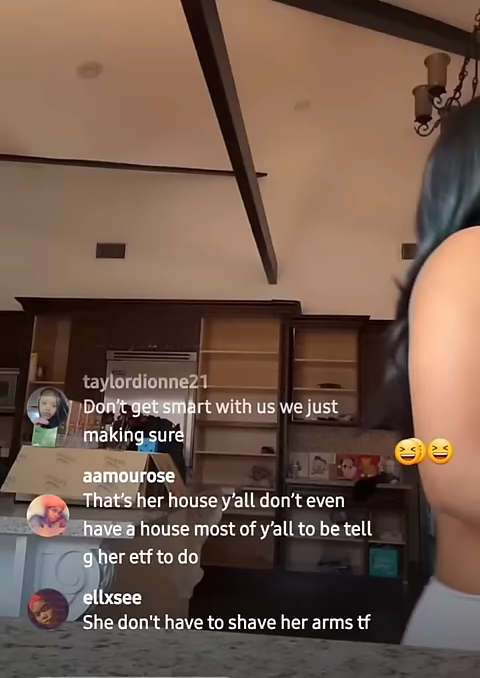 taylordionne21
Don't get smart with us we just
making sure
aamourose
That's her house y'all don't even
have a house most of y'all to be tell
g her etf to do
ellxsee
She don't have to shave her arms tf